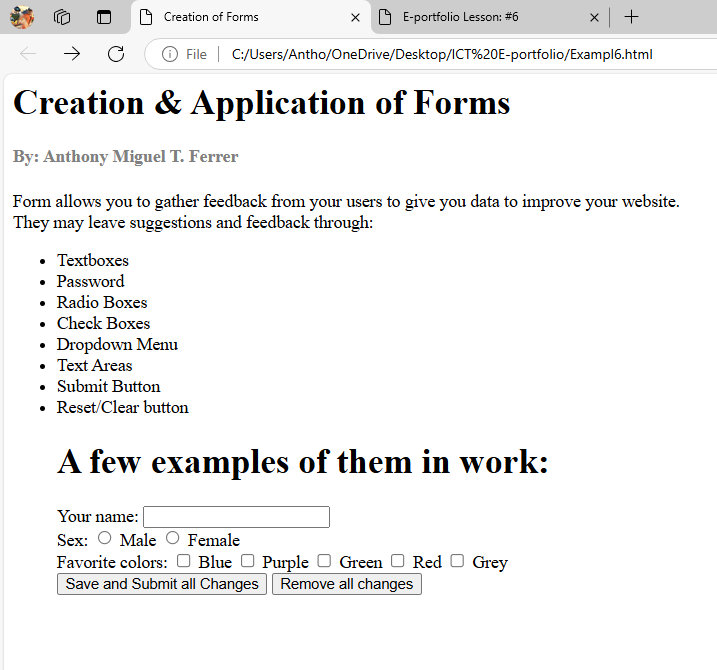 Creation of Forms
E-portfolio Lesson: #6
File
C:/Users/Antho/OneDrive/Desktop/ICT%20E-portfolio/Exampl6.html
Creation & Application of Forms
By: Anthony Miguel T. Ferrer
Form allows you to gather feedback from your users to give you data to improve your website.
They may leave suggestions and feedback through:
• Textboxes
• Password
• Radio Boxes
• Check Boxes
• Dropdown Menu
• Text Areas
• Submit Button
• Reset/Clear button
A few examples of them in work:
Your name:
Sex: Male Female
Favorite colors: Blue Purple Green Red Grey
Save and Submit all Changes Remove all changes